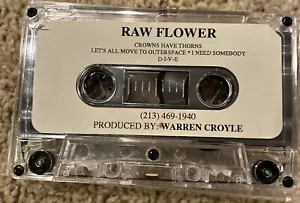 RAW FLOWER
CROWNS HAVE THORNS
LET'S ALL MOVE TO OUTERSPACE * I NEED SOMEBODY
D-I-V-E
(213) 469-1940
PRODUCED BY: WARREN CROYLE